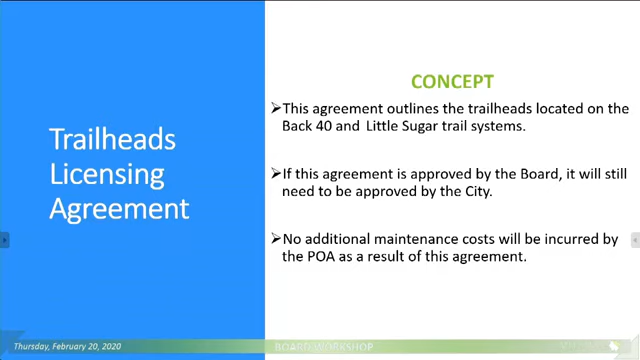 Trailheads
Licensing
Agreement
CONCEPT
➢This agreement outlines the trailheads located on the
Back 40 and Little Sugar trail systems.
➢If this agreement is approved by the Board, it will still
need to be approved by the City.
➢No additional maintenance costs will be incurred by
the POA as a result of this agreement.
Thursday, February 20, 2020
BOARD WORKSHOP